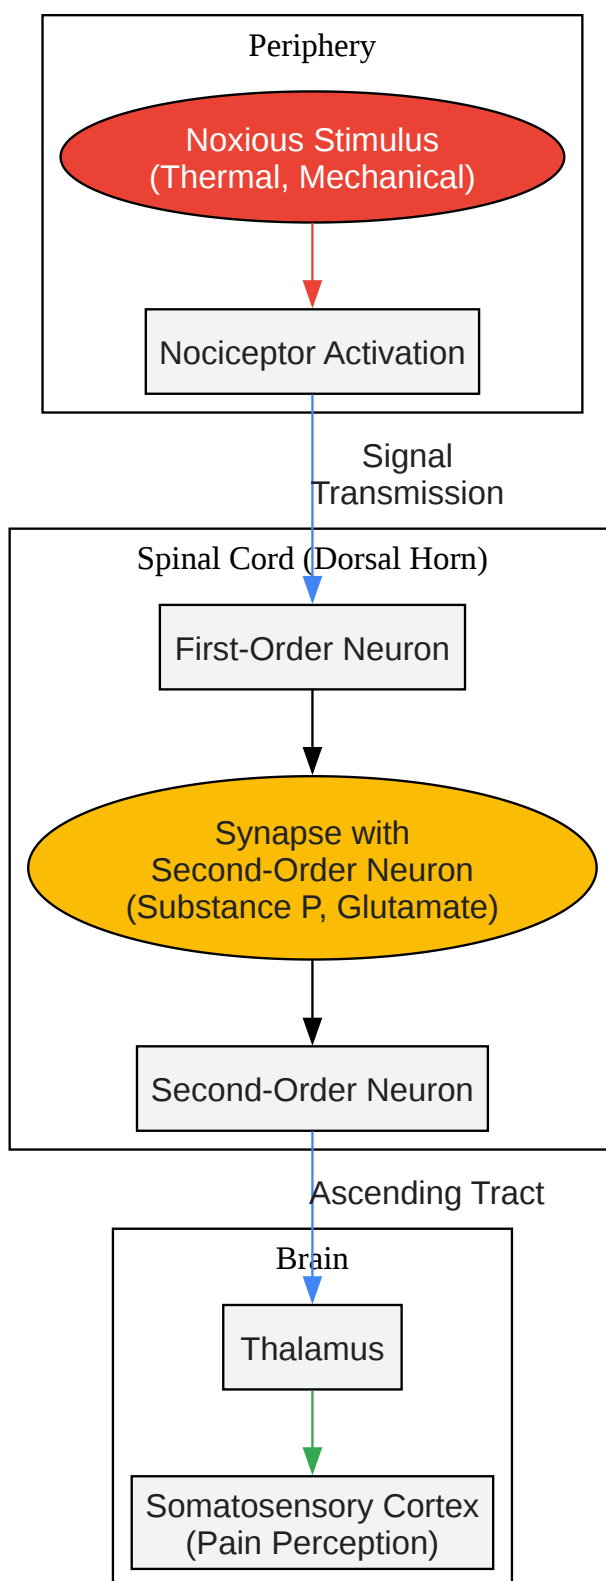 Periphery
Noxious Stimulus
(Thermal, Mechanical)
Nociceptor Activation
Signal
Transmission
Spinal Cord (Dorsal Horn)
First-Order Neuron
Synapse with
Second-Order Neuron
(Substance P, Glutamate)
Second-Order Neuron
Ascending Tract
Brain
Thalamus
Somatosensory Cortex
(Pain Perception)